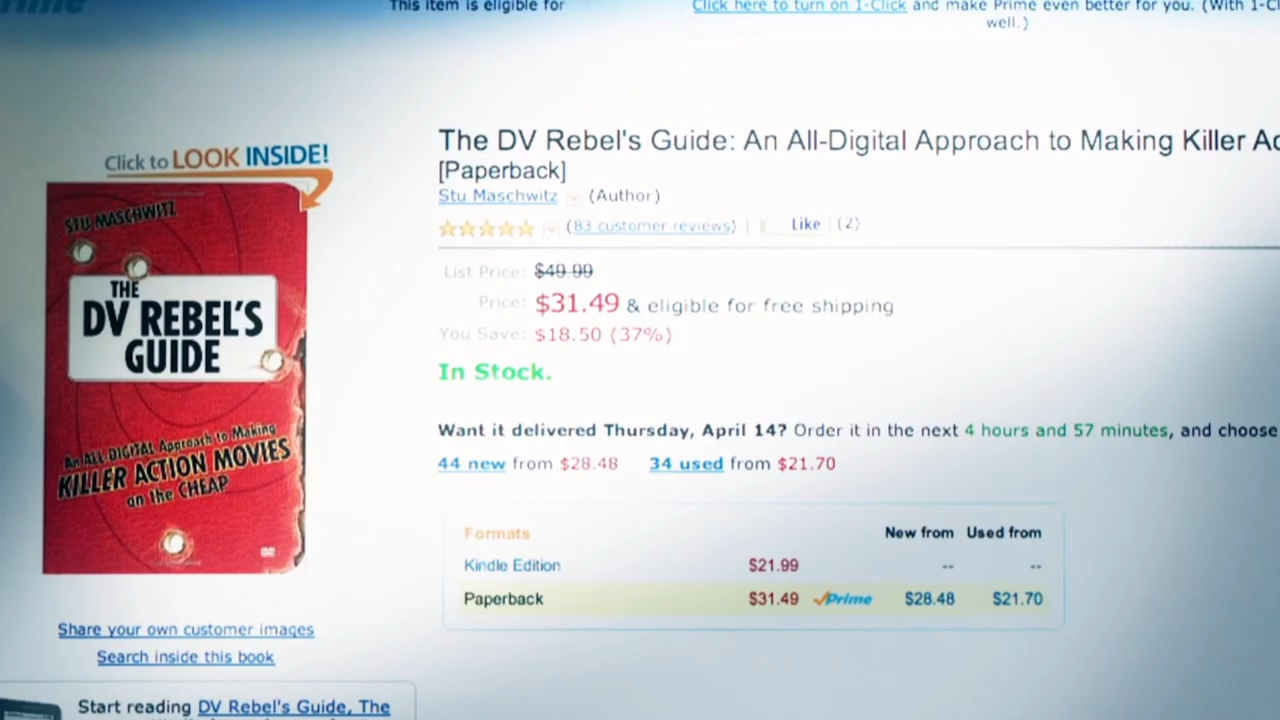 This item is eligible for
Click here to turn on 1-Click and make Prime even better for you. (With 1-Cl
well.)
Click to LOOK INSIDE!
STU MASCHWITZ
THE
DV REBEL'S
GUIDE
An ALL-DIGITAL Approach to Making
KILLER ACTION MOVIES
on the CHEAP
Share your own customer images
Search inside this book
Start reading DV Rebel's Guide, The
The DV Rebel's Guide: An All-Digital Approach to Making Killer Ac
[Paperback]
Stu Maschwitz (Author)
(83 customer reviews) | Like (2)
List Price: $49.99
Price: $31.49 & eligible for free shipping
You Save: $18.50 (37%)
In Stock.
Want it delivered Thursday, April 14? Order it in the next 4 hours and 57 minutes, and choose
44 new from $28.48 34 used from $21.70
Formats New from Used from
Kindle Edition $21.99 -- --
Paperback $31.49 Prime $28.48 $21.70